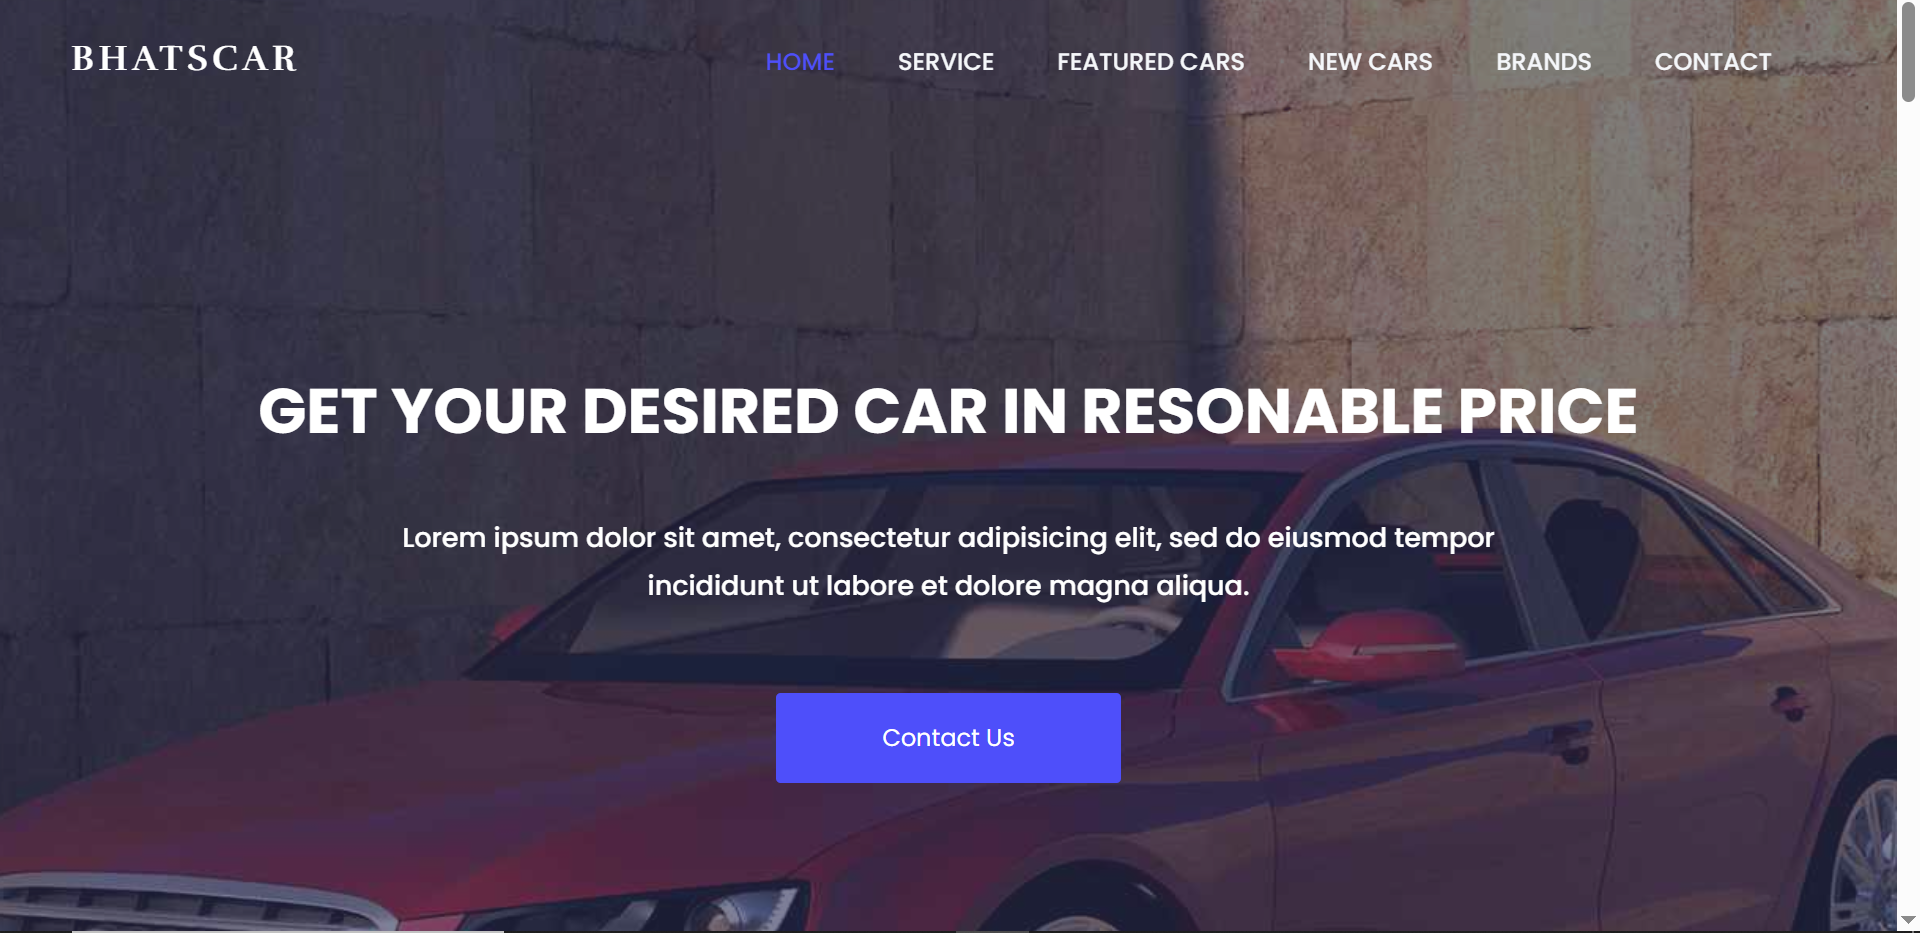 BHATSCAR
HOME SERVICE FEATURED CARS NEW CARS BRANDS CONTACT
GET YOUR DESIRED CAR IN RESONABLE PRICE
Lorem ipsum dolor sit amet, consectetur adipisicing elit, sed do eiusmod tempor
incididunt ut labore et dolore magna aliqua.
Contact Us